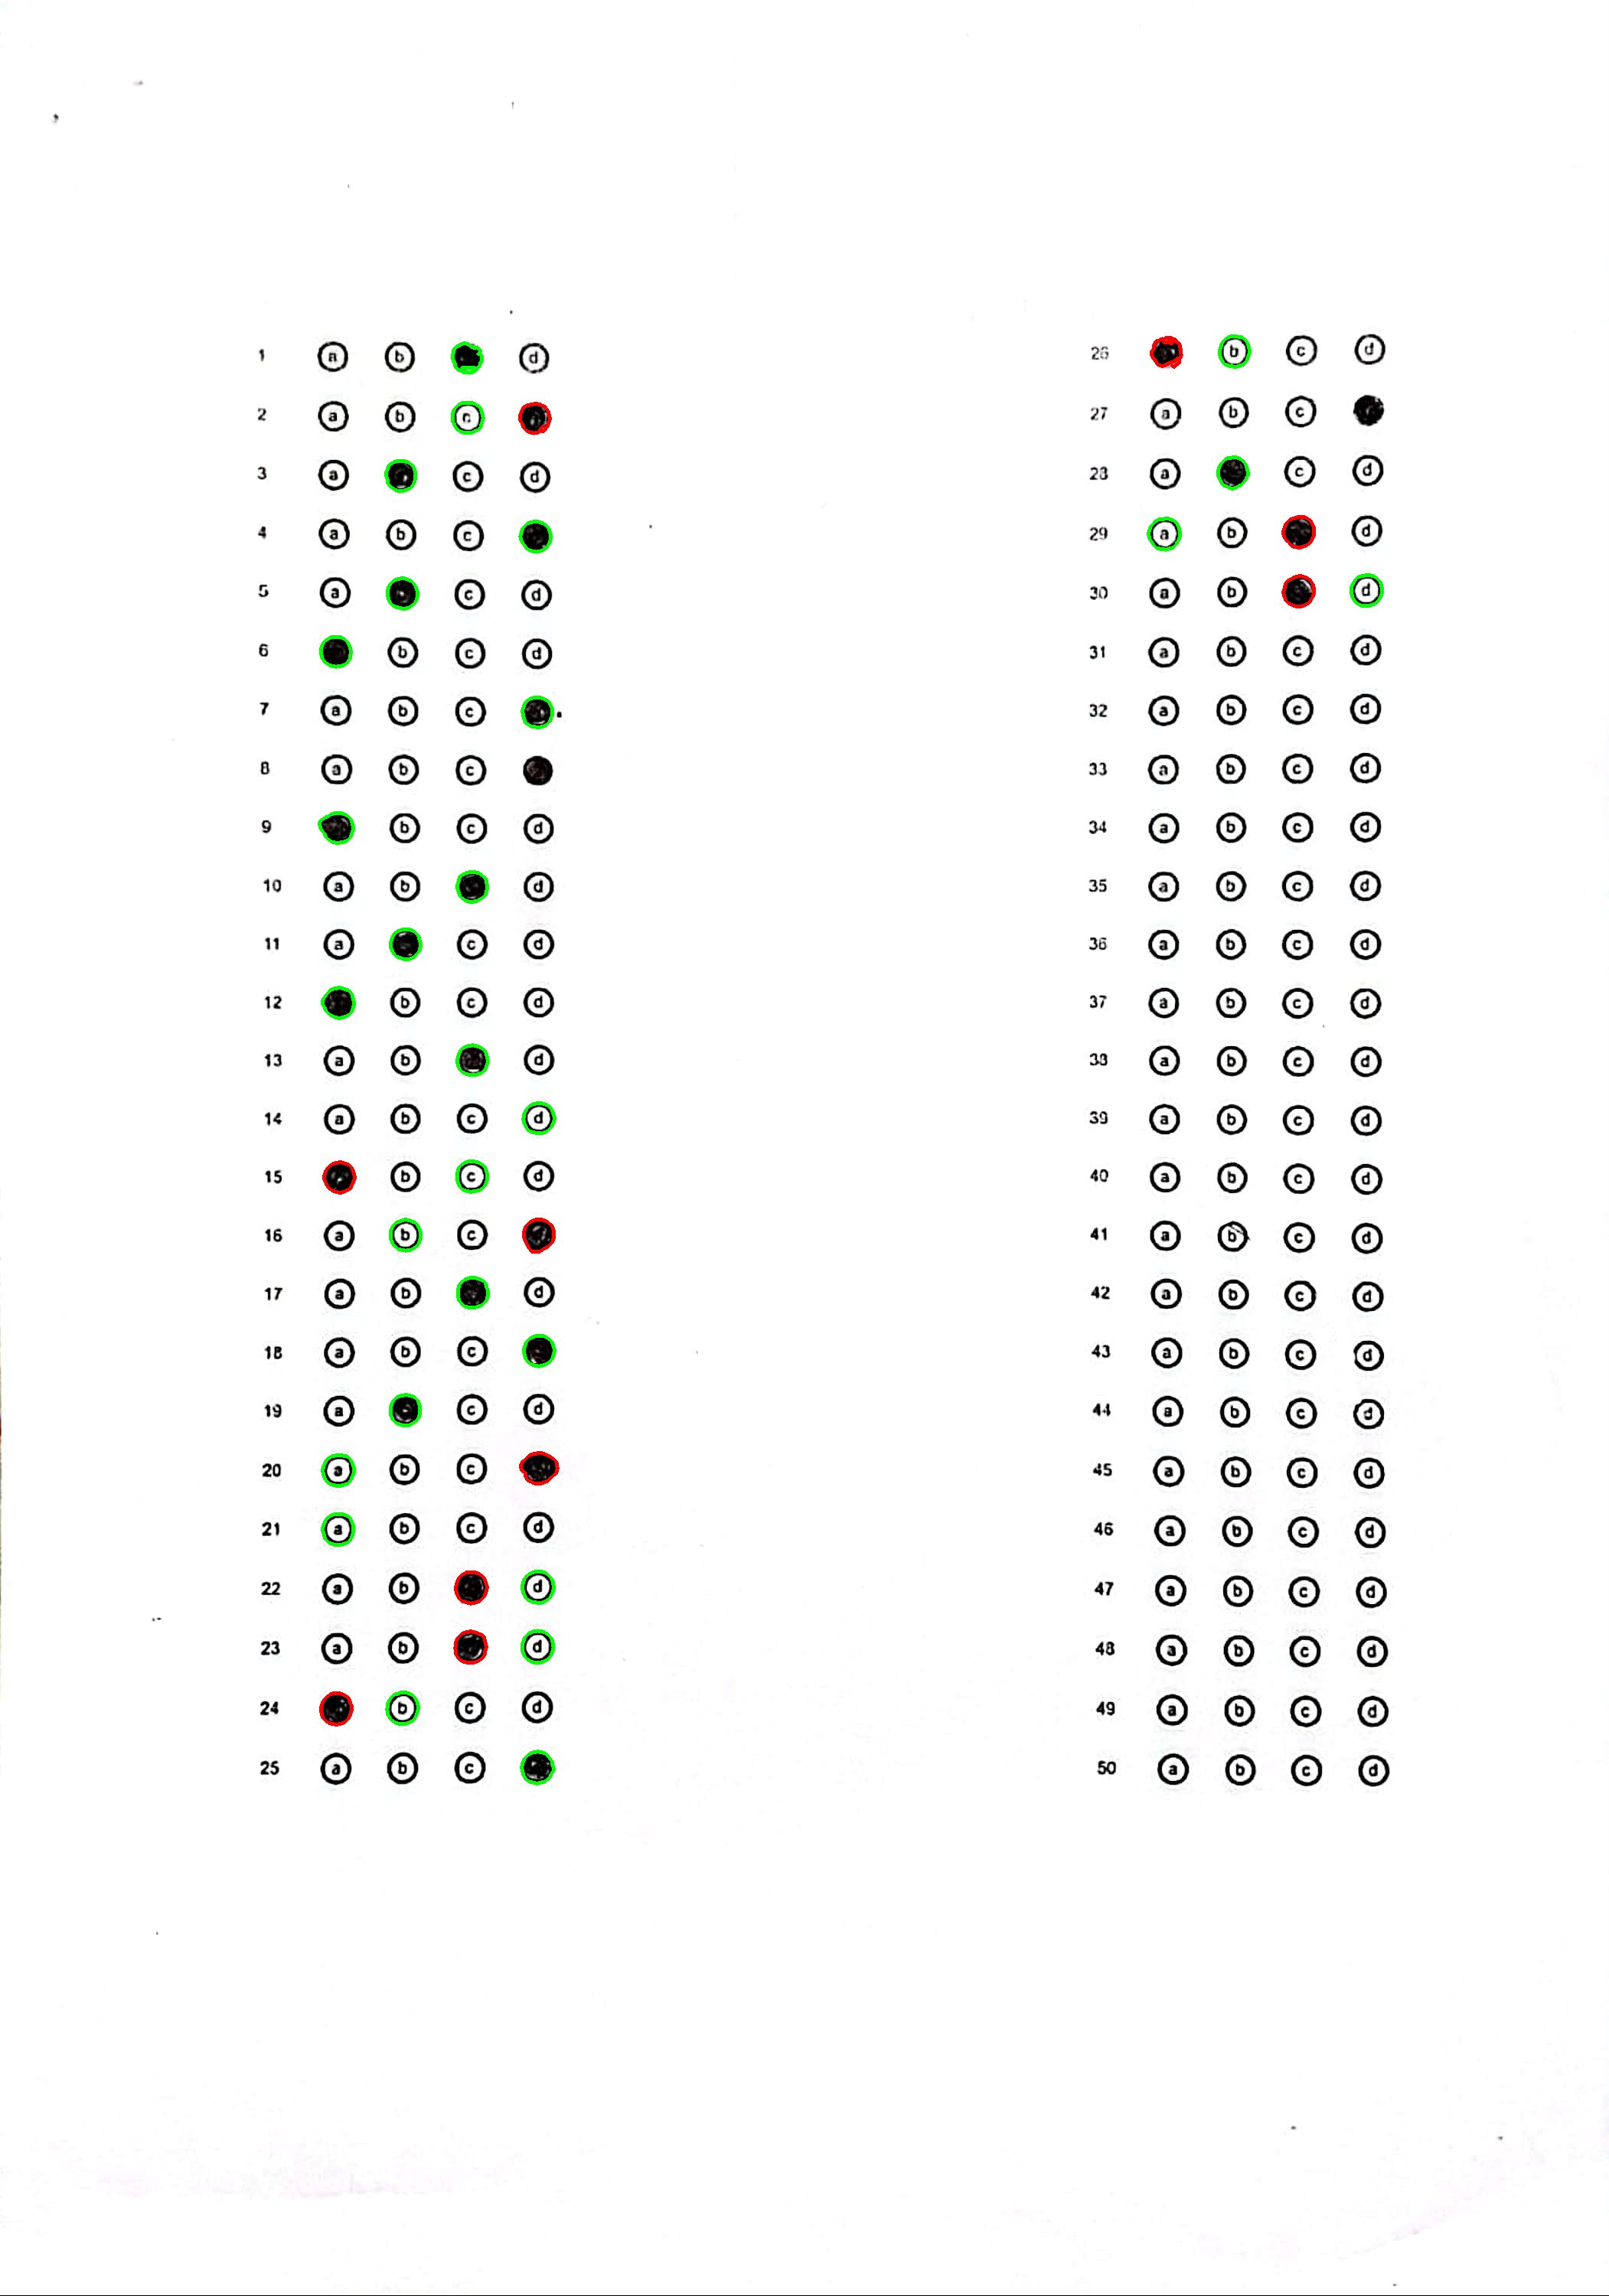 1 a b d
2 a b c
3 a c d
4 a b c
5 a c d
6 b c d
7 a b c
8 a b c
9 b c d
10 a b d
11 a c d
12 b c d
13 a b d
14 a b c d
15 b c d
16 a b c
17 a b d
18 a b c
19 a c d
20 a b c
21 a b c d
22 a b d
23 a b d
24 b c d
25 a b c
26 b c d
27 a b c
28 a c d
29 a b d
30 a b d
31 a b c d
32 a b c d
33 a b c d
34 a b c d
35 a b c d
36 a b c d
37 a b c d
38 a b c d
39 a b c d
40 a b c d
41 a b c d
42 a b c d
43 a b c d
44 a b c d
45 a b c d
46 a b c d
47 a b c d
48 a b c d
49 a b c d
50 a b c d